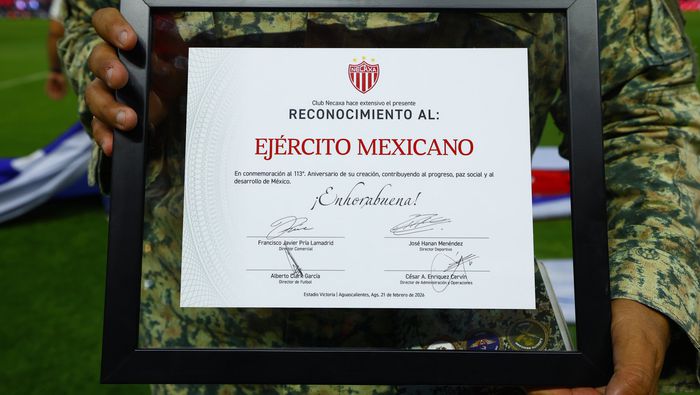 NECAXA
Club Necaxa hace extensivo el presente
RECONOCIMIENTO AL:
EJÉRCITO MEXICANO
En conmemoración al 113°. Aniversario de su creación, contribuyendo al progreso, paz social y al
desarrollo de México.
¡Enhorabuena!
Francisco Javier Pría Lamadrid
Director Comercial
José Hanan Menéndez
Director Deportivo
Alberto Clark García
Director de Futbol
César A. Enríquez Cervín
Director de Administración y Operaciones
Estadio Victoria | Aguascalientes, Ags. 21 de febrero de 2026